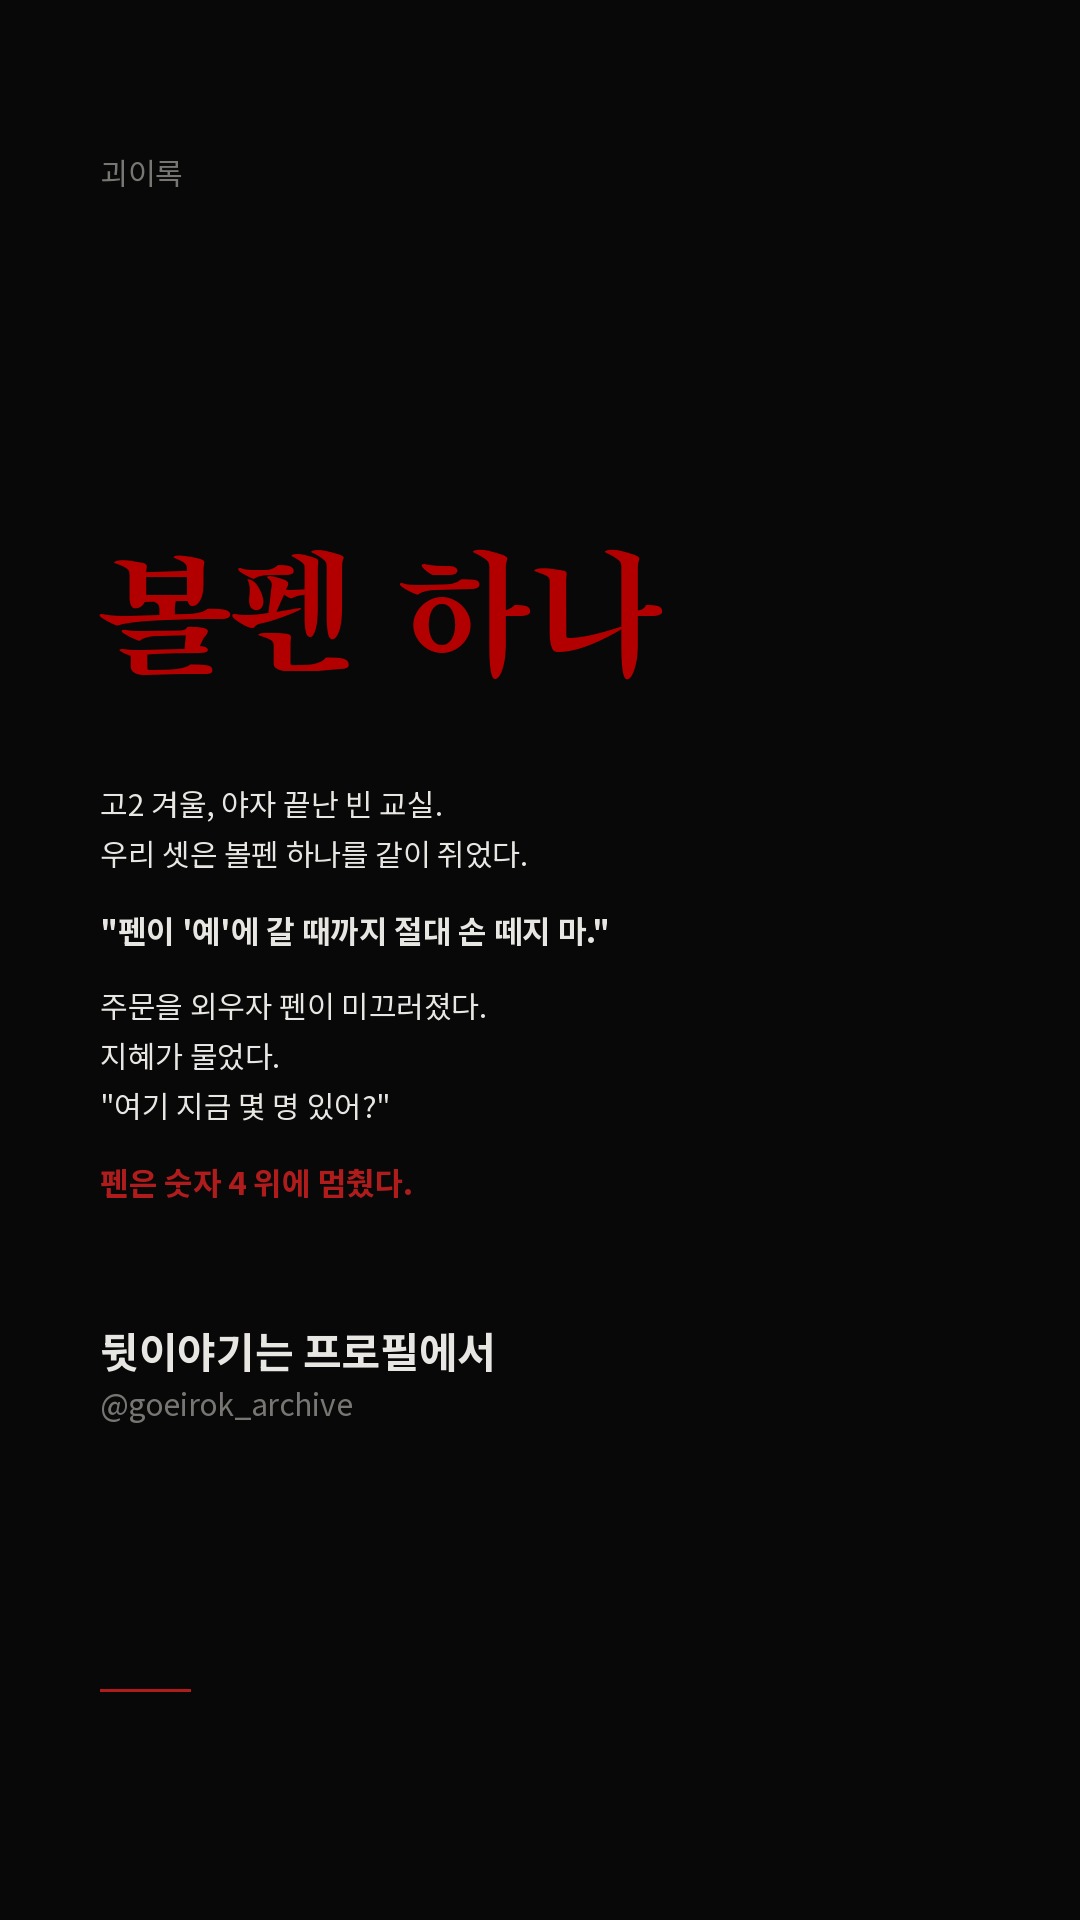 괴이록
볼펜 하나
고2 겨울, 야자 끝난 빈 교실.
우리 셋은 볼펜 하나를 같이 쥐었다.
"펜이 '예'에 갈 때까지 절대 손 떼지 마."
주문을 외우자 펜이 미끄러졌다.
지혜가 물었다.
"여기 지금 몇 명 있어?"
펜은 숫자 4 위에 멈췄다.
뒷이야기는 프로필에서
@goeirok_archive